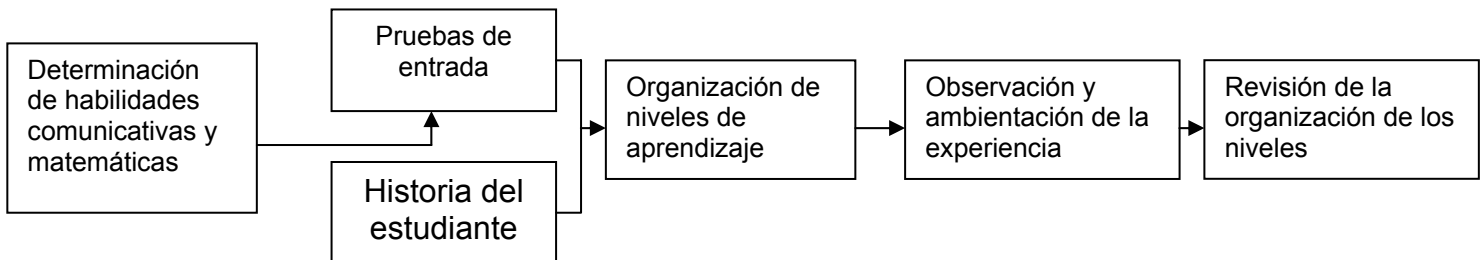 Determinación
de habilidades
comunicativas y
matemáticas
Pruebas de
entrada
Historia del
estudiante
Organización de
niveles de
aprendizaje
Observación y
ambientación de la
experiencia
Revisión de la
organización de los
niveles